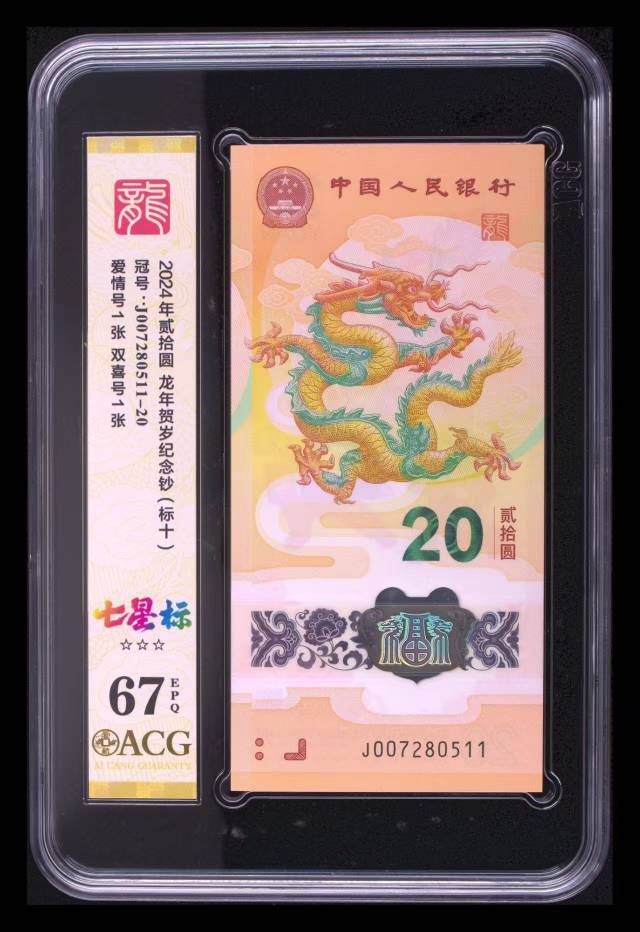 龍
2024年贰拾圆 龙年贺岁纪念钞（标十）
冠号：J007280511-20
爱情号1张 双喜号1张
七星标
67 EPQ
ACG
AI CANG GUARANTY
中国人民银行
龍
20 贰拾圆
福
J007280511
ACG